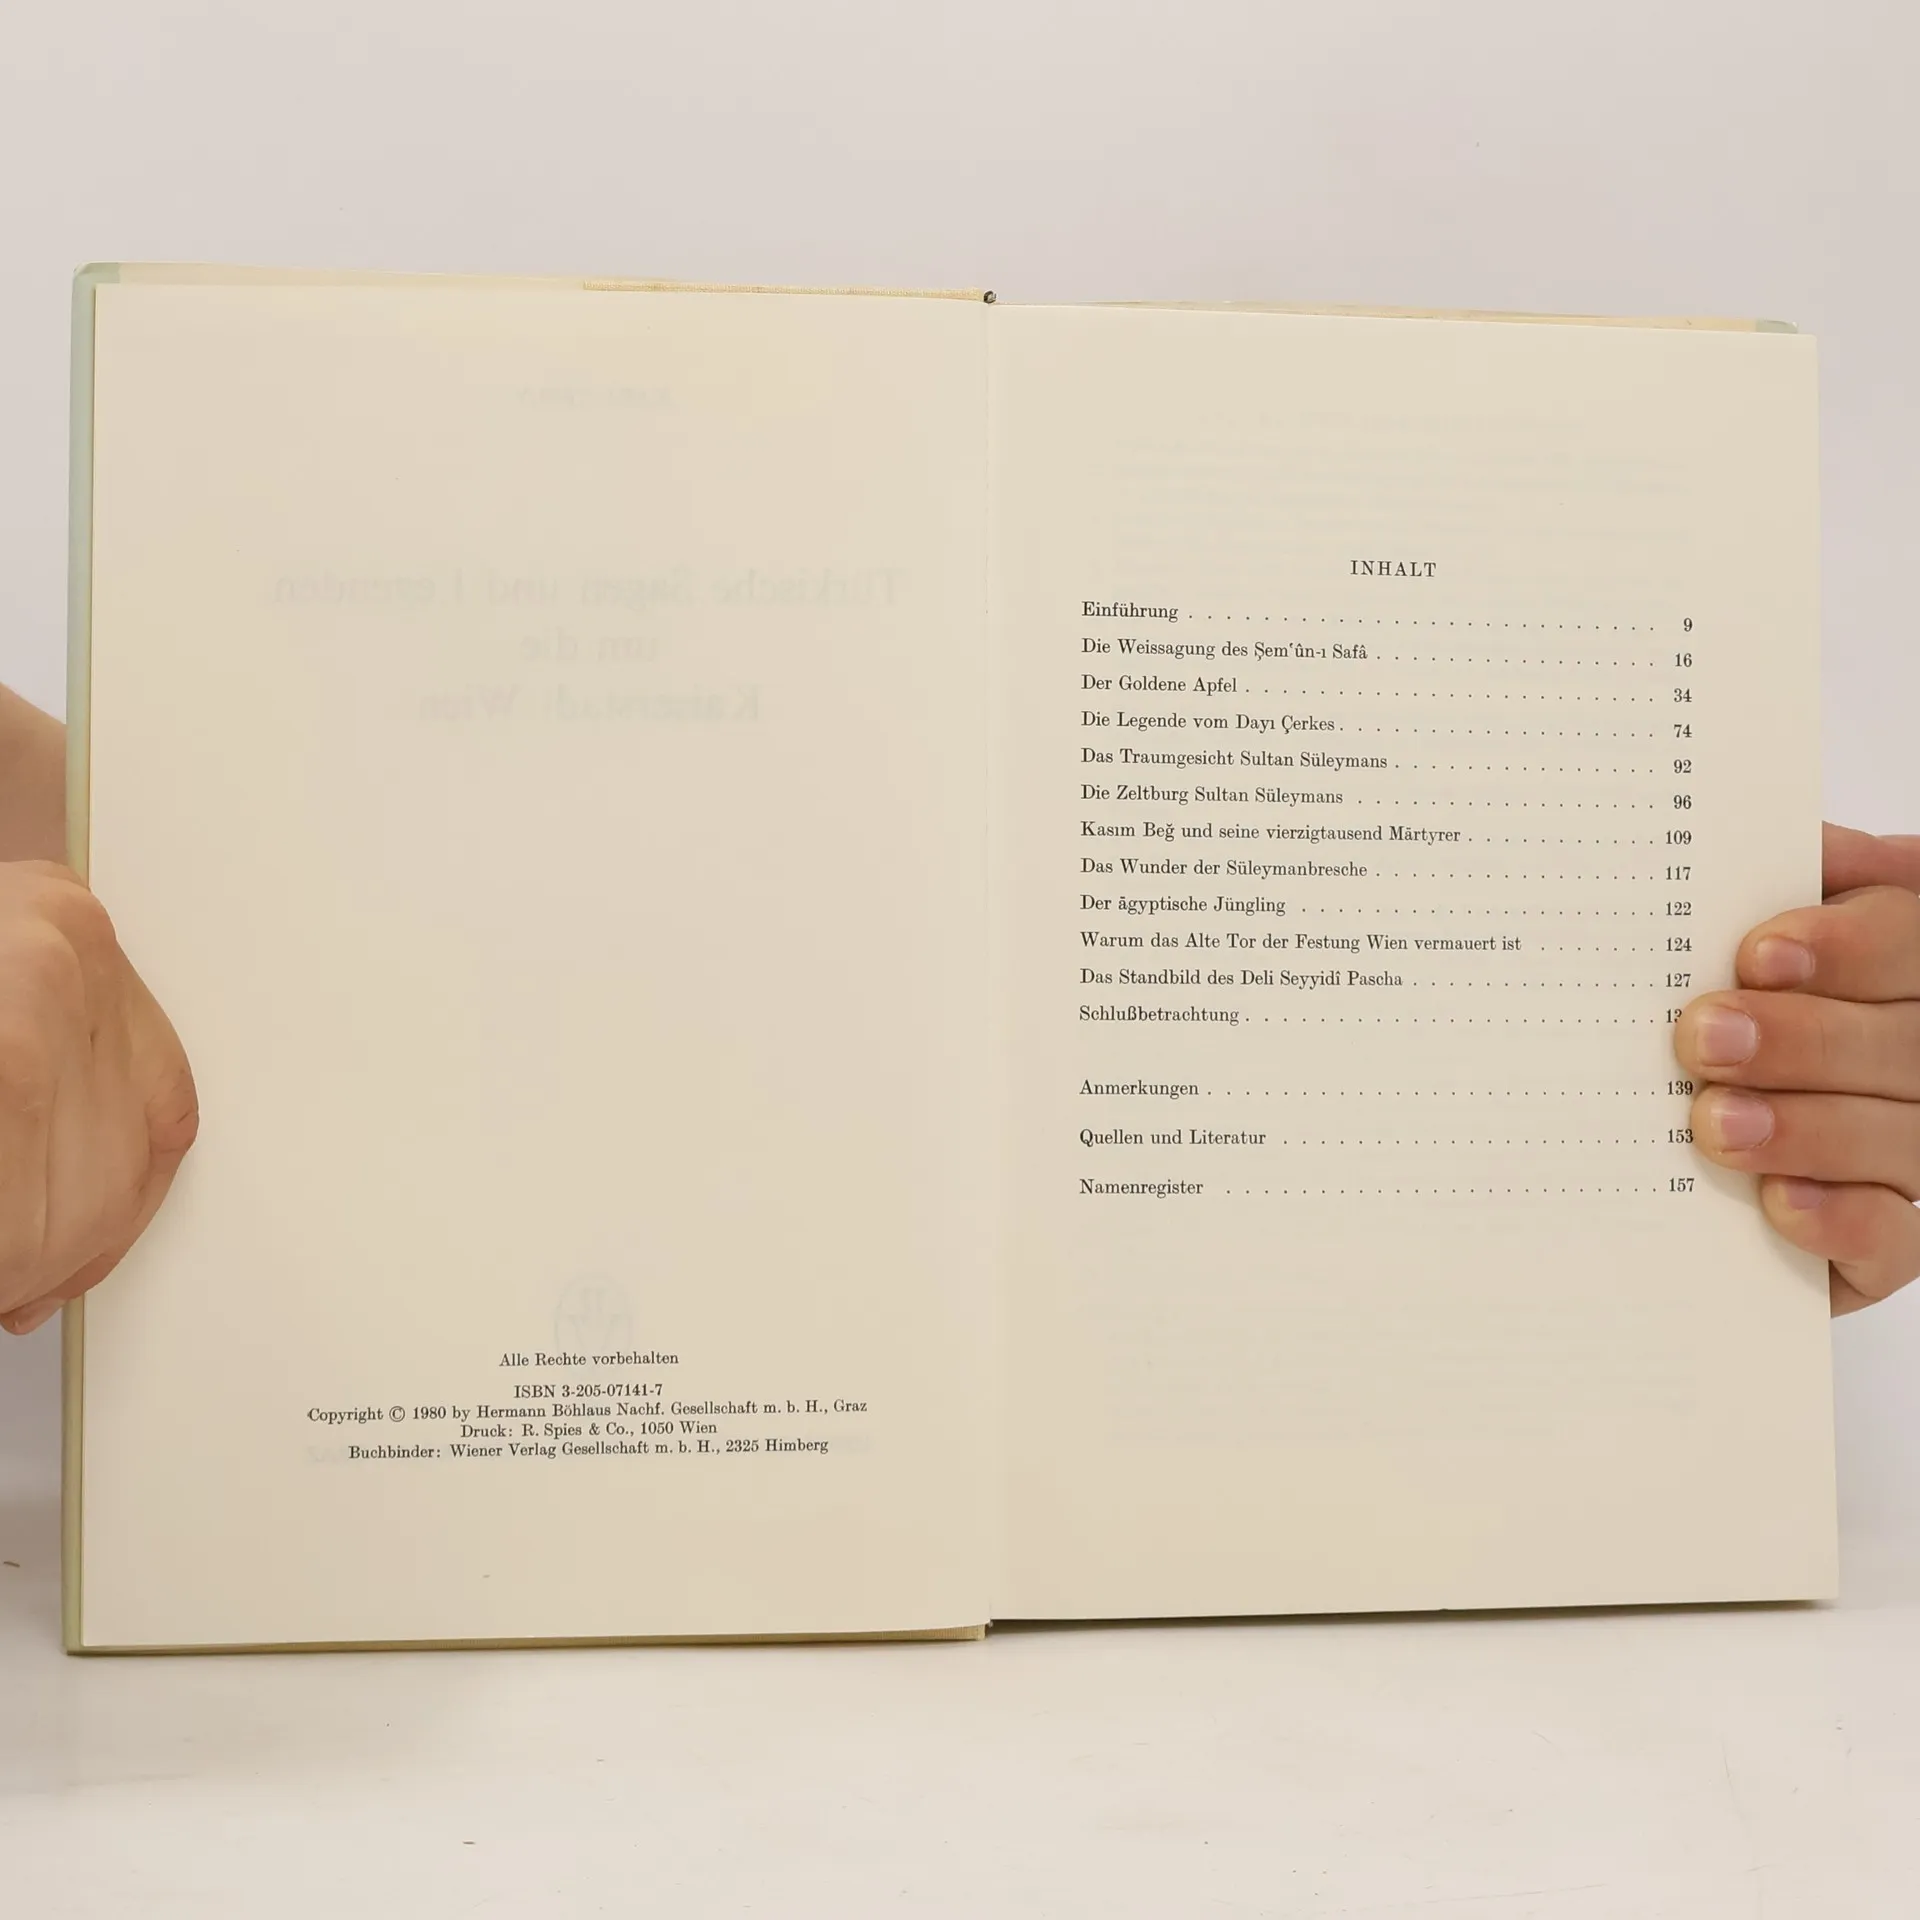 Alle Rechte vorbehalten
ISBN 3-205-07141-7
Copyright © 1980 by Hermann Böhlaus Nachf. Gesellschaft m. b. H., Graz
Druck: R. Spies & Co., 1050 Wien
Buchbinder: Wiener Verlag Gesellschaft m. b. H., 2325 Himberg
INHALT
Einführung . . . . . . . . . . . . . . . . . . . . . . . . . 9
Die Weissagung des Şemʿûn-ı Safâ . . . . . . . . . . . . . . . 16
Der Goldene Apfel . . . . . . . . . . . . . . . . . . . . . . 34
Die Legende vom Dayı Çerkes . . . . . . . . . . . . . . . . . 74
Das Traumgesicht Sultan Süleymans . . . . . . . . . . . . . . 92
Die Zeltburg Sultan Süleymans . . . . . . . . . . . . . . . . 96
Kasım Beğ und seine vierzigtausend Märtyrer . . . . . . . . . . . 109
Das Wunder der Süleymanbresche . . . . . . . . . . . . . . . 117
Der ägyptische Jüngling . . . . . . . . . . . . . . . . . . . 122
Warum das Alte Tor der Festung Wien vermauert ist . . . . . . . 124
Das Standbild des Deli Seyyidî Pascha . . . . . . . . . . . . . 127
Schlußbetrachtung . . . . . . . . . . . . . . . . . . . . . .
Anmerkungen . . . . . . . . . . . . . . . . . . . . . . . . 139
Quellen und Literatur . . . . . . . . . . . . . . . . . . . . 153
Namenregister . . . . . . . . . . . . . . . . . . . . . . . 157